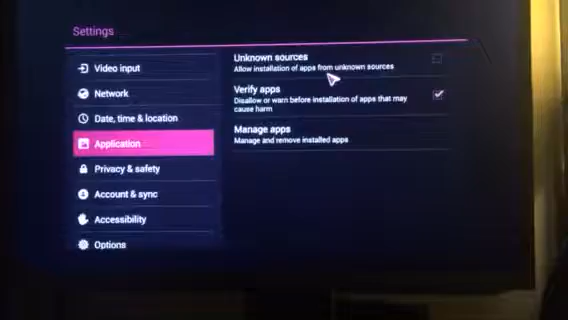 Settings
Video input
Network
Date, time & location
Application
Privacy & safety
Account & sync
Accessibility
Options
Unknown sources
Allow installation of apps from unknown sources
Verify apps
Disallow or warn before installation of apps that may
cause harm
Manage apps
Manage and remove installed apps